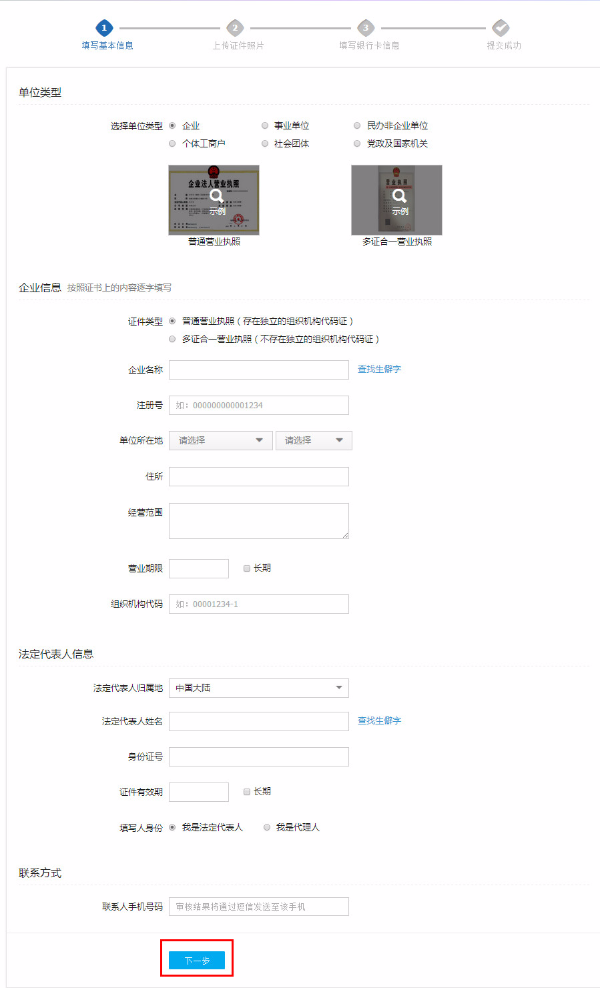 1 2 3
填写基本信息 上传证件照片 填写银行卡信息 提交成功
单位类型
选择单位类型 企业 事业单位 民办非企业单位
个体工商户 社会团体 党政及国家机关
企业法人营业执照 营业执照
示例 示例
普通营业执照 多证合一营业执照
企业信息 按照证书上的内容逐字填写
证件类型 普通营业执照（存在独立的组织机构代码证）
多证合一营业执照（不存在独立的组织机构代码证）
企业名称 查找生僻字
注册号 如：000000000001234
单位所在地 请选择 请选择
住所
经营范围
营业期限 长期
组织机构代码 如：00001234-1
法定代表人信息
法定代表人归属地 中国大陆
法定代表人姓名 查找生僻字
身份证号
证件有效期 长期
填写人身份 我是法定代表人 我是代理人
联系方式
联系人手机号码 审核结果将通过短信发送至该手机
下一步